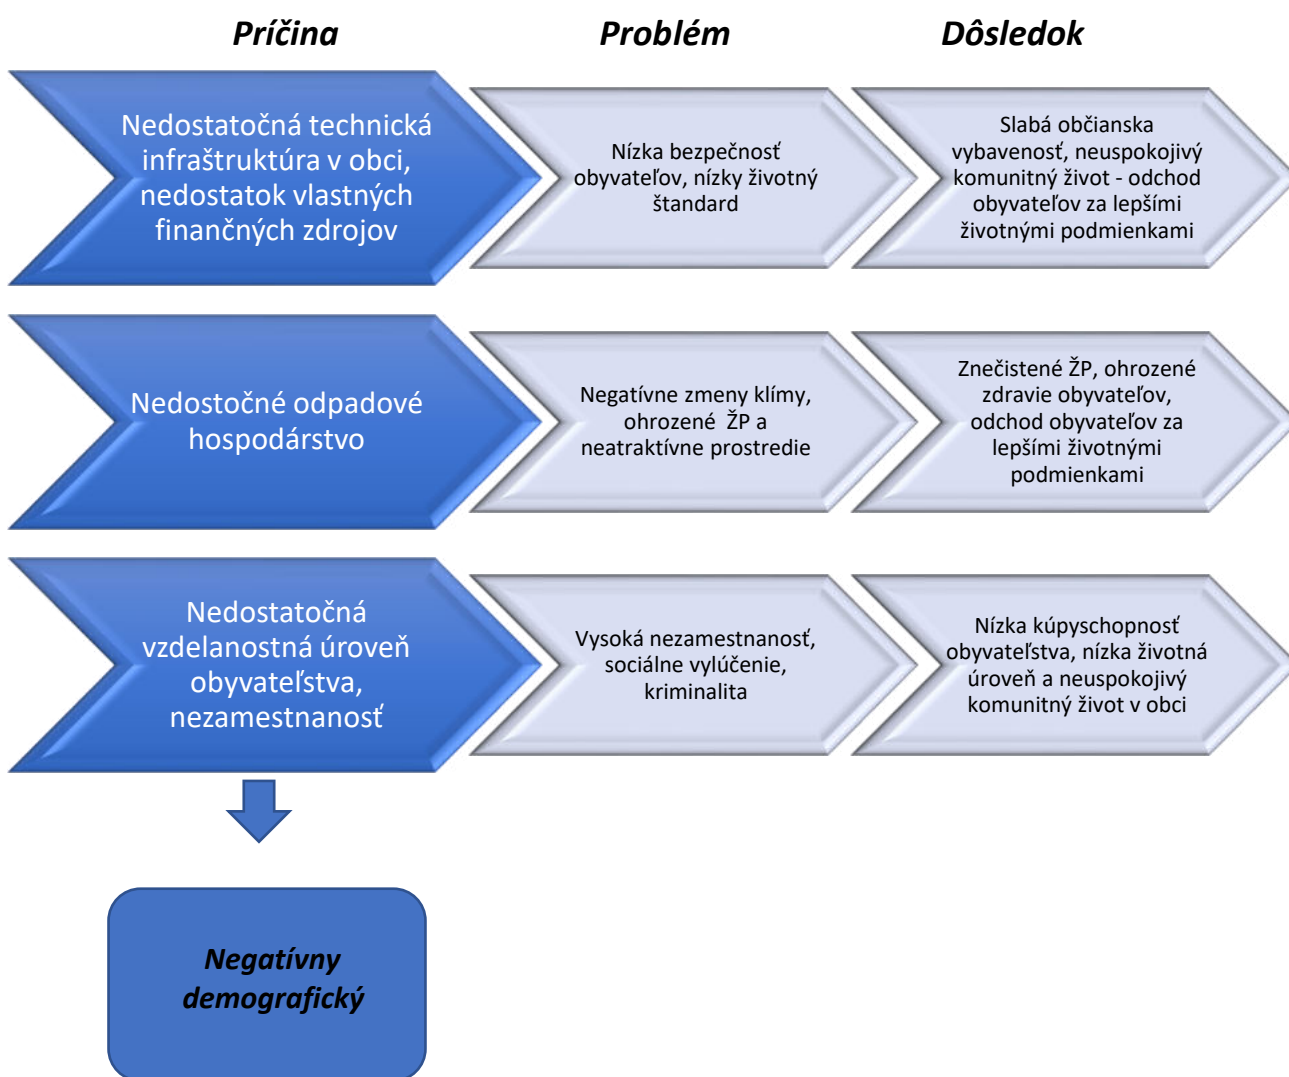 Príčina
Problém
Dôsledok
Nedostatočná technická
infraštruktúra v obci,
nedostatok vlastných
finančných zdrojov
Nízka bezpečnosť
obyvateľov, nízky životný
štandard
Slabá občianska
vybavenosť, neuspokojivý
komunitný život - odchod
obyvateľov za lepšími
životnými podmienkami
Nedostočné odpadové
hospodárstvo
Negatívne zmeny klímy,
ohrozené ŽP a
neatraktívne prostredie
Znečistené ŽP, ohrozené
zdravie obyvateľov,
odchod obyvateľov za
lepšími životnými
podmienkami
Nedostatočná
vzdelanostná úroveň
obyvateľstva,
nezamestnanosť
Vysoká nezamestnanosť,
sociálne vylúčenie,
kriminalita
Nízka kúpyschopnosť
obyvateľstva, nízka životná
úroveň a neuspokojivý
komunitný život v obci
Negatívny
demografický